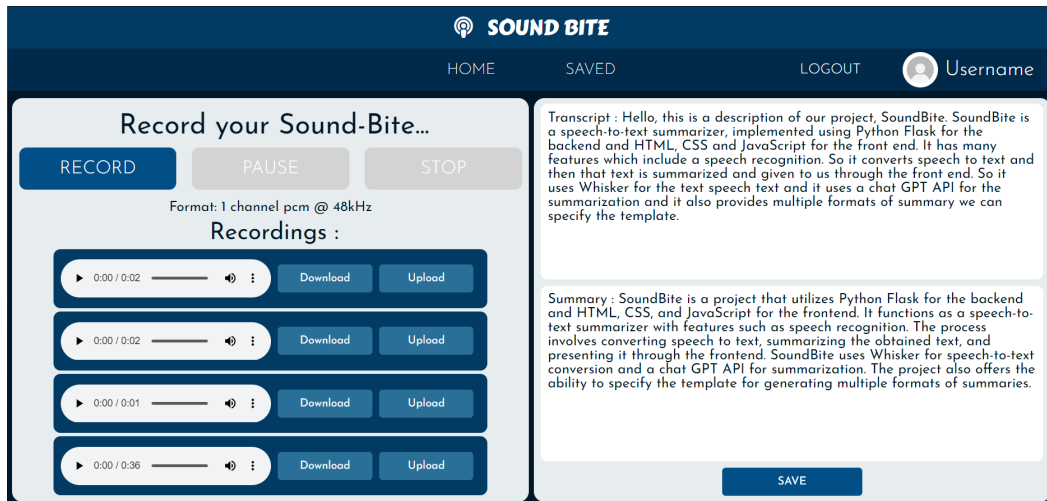 SOUND BITE
HOME
SAVED
LOGOUT
Username
Record your Sound-Bite...
RECORD
PAUSE
STOP
Format: 1 channel pcm @ 48kHz
Recordings :
0:00 / 0:02
Download
Upload
0:00 / 0:02
Download
Upload
0:00 / 0:01
Download
Upload
0:00 / 0:36
Download
Upload
Transcript : Hello, this is a description of our project, SoundBite. SoundBite is
a speech-to-text summarizer, implemented using Python Flask for the
backend and HTML, CSS and JavaScript for the front end. It has many
features which include a speech recognition. So it converts speech to text and
then that text is summarized and given to us through the front end. So it
uses Whisker for the text speech text and it uses a chat GPT API for the
summarization and it also provides multiple formats of summary we can
specify the template.
Summary : SoundBite is a project that utilizes Python Flask for the backend
and HTML, CSS, and JavaScript for the frontend. It functions as a speech-to-
text summarizer with features such as speech recognition. The process
involves converting speech to text, summarizing the obtained text, and
presenting it through the frontend. SoundBite uses Whisker for speech-to-text
conversion and a chat GPT API for summarization. The project also offers the
ability to specify the template for generating multiple formats of summaries.
SAVE